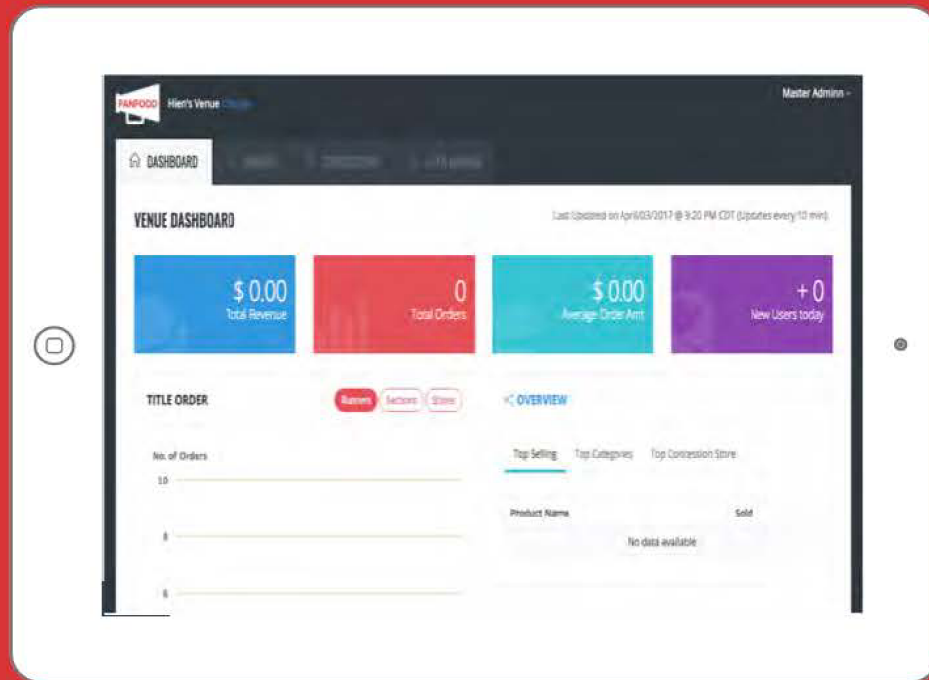 FANFOOD Hien's Venue
Master Adminn
DASHBOARD
VENUE DASHBOARD
Last Updated on April/03/2017 @ 9:20 PM CDT (Updates every 10 min)
$ 0.00
Total Revenue
0
Total Orders
$ 0.00
Average Order Amt
+ 0
New Users today
TITLE ORDER
Runners Sections Stores
OVERVIEW
No. of Orders
10
8
6
Top Selling Top Categories Top Concession Store
Product Name Sold
No data available